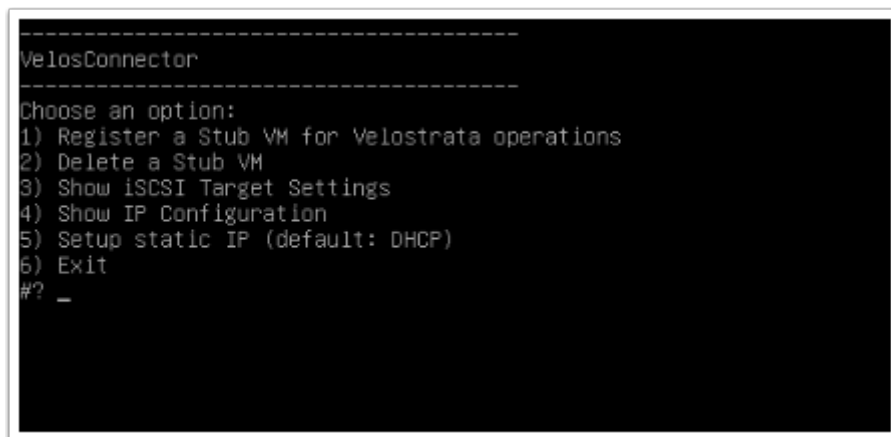 ---------------------------------------
VelosConnector
---------------------------------------
Choose an option:
1) Register a Stub VM for Velostrata operations
2) Delete a Stub VM
3) Show iSCSI Target Settings
4) Show IP Configuration
5) Setup static IP (default: DHCP)
6) Exit
#? _